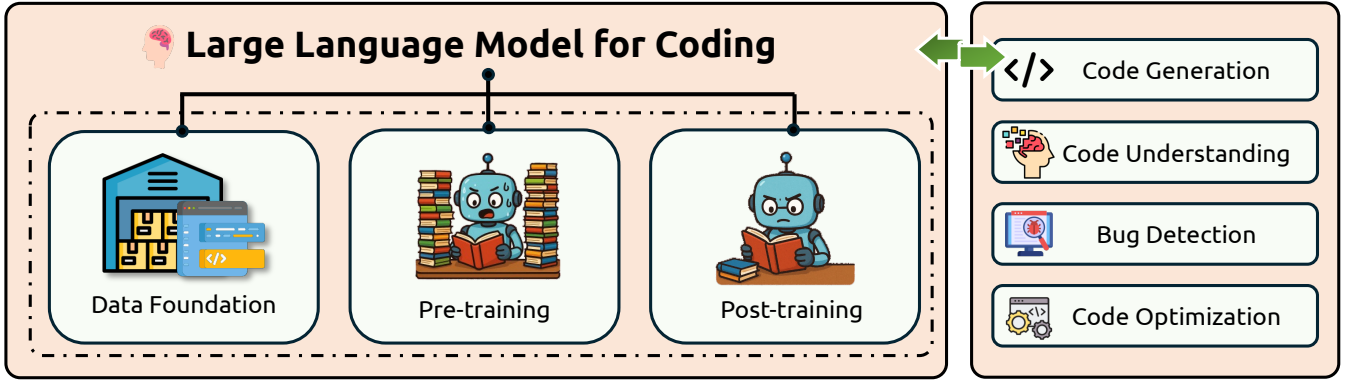 Large Language Model for Coding
Data Foundation
Pre-training
Post-training
</>
Code Generation
Code Understanding
Bug Detection
Code Optimization
</>
</>